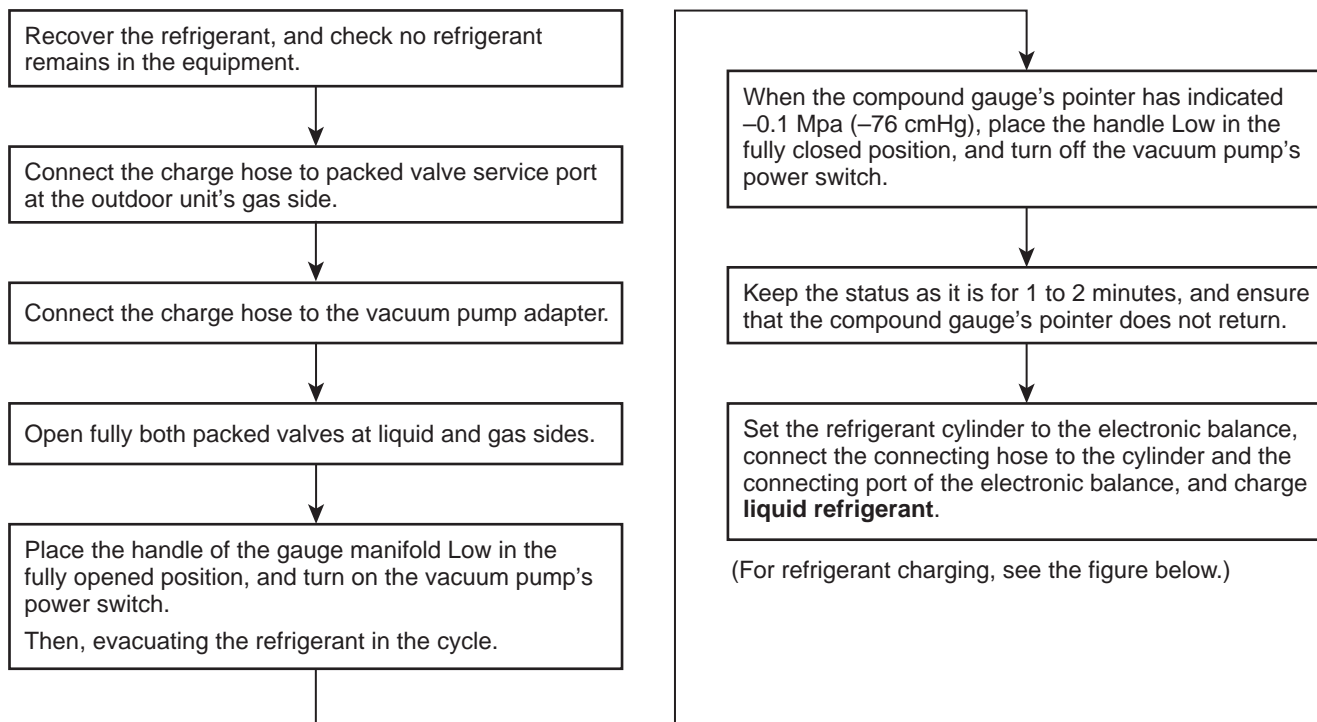 Recover the refrigerant, and check no refrigerant
remains in the equipment.
Connect the charge hose to packed valve service port
at the outdoor unit's gas side.
Connect the charge hose to the vacuum pump adapter.
Open fully both packed valves at liquid and gas sides.
Place the handle of the gauge manifold Low in the
fully opened position, and turn on the vacuum pump's
power switch.
Then, evacuating the refrigerant in the cycle.
When the compound gauge's pointer has indicated
–0.1 Mpa (–76 cmHg), place the handle Low in the
fully closed position, and turn off the vacuum pump's
power switch.
Keep the status as it is for 1 to 2 minutes, and ensure
that the compound gauge's pointer does not return.
Set the refrigerant cylinder to the electronic balance,
connect the connecting hose to the cylinder and the
connecting port of the electronic balance, and charge
liquid refrigerant.
(For refrigerant charging, see the figure below.)